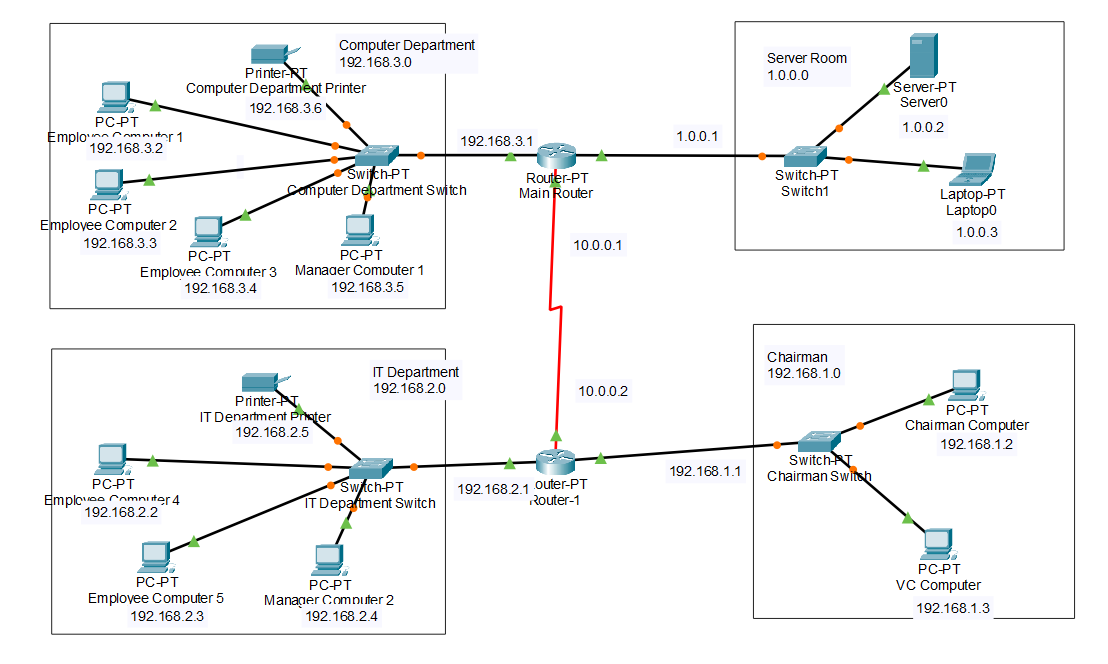 Computer Department
192.168.3.0
Printer-PT
Computer Department Printer
192.168.3.6
PC-PT
Employee Computer 1
192.168.3.2
PC-PT
Employee Computer 2
192.168.3.3
PC-PT
Employee Computer 3
192.168.3.4
PC-PT
Manager Computer 1
192.168.3.5
Switch-PT
Computer Department Switch
192.168.3.1
Router-PT
Main Router
1.0.0.1
Server Room
1.0.0.0
Server-PT
Server0
1.0.0.2
Switch-PT
Switch1
Laptop-PT
Laptop0
1.0.0.3
10.0.0.1
10.0.0.2
IT Department
192.168.2.0
Printer-PT
IT Department Printer
192.168.2.5
PC-PT
Employee Computer 4
192.168.2.2
PC-PT
Employee Computer 5
192.168.2.3
PC-PT
Manager Computer 2
192.168.2.4
Switch-PT
IT Department Switch
192.168.2.1
outer-PT
Router-1
192.168.1.1
Chairman
192.168.1.0
PC-PT
Chairman Computer
192.168.1.2
Switch-PT
Chairman Switch
PC-PT
VC Computer
192.168.1.3